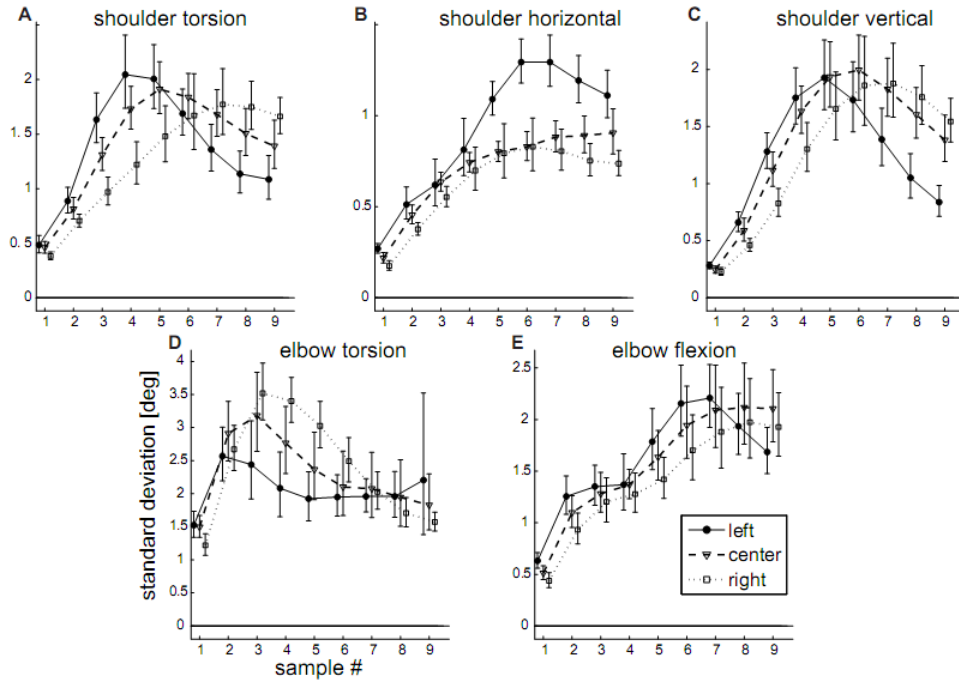 A shoulder torsion
B shoulder horizontal
C shoulder vertical
2
1.5
1
0.5
0
1 2 3 4 5 6 7 8 9
1
0.5
0
1 2 3 4 5 6 7 8 9
2
1.5
1
0.5
0
1 2 3 4 5 6 7 8 9
D elbow torsion
E elbow flexion
standard deviation [deg]
4
3.5
3
2.5
2
1.5
1
0.5
0
1 2 3 4 5 6 7 8 9
sample #
2.5
2
1.5
1
0.5
0
1 2 3 4 5 6 7 8 9
left
center
right